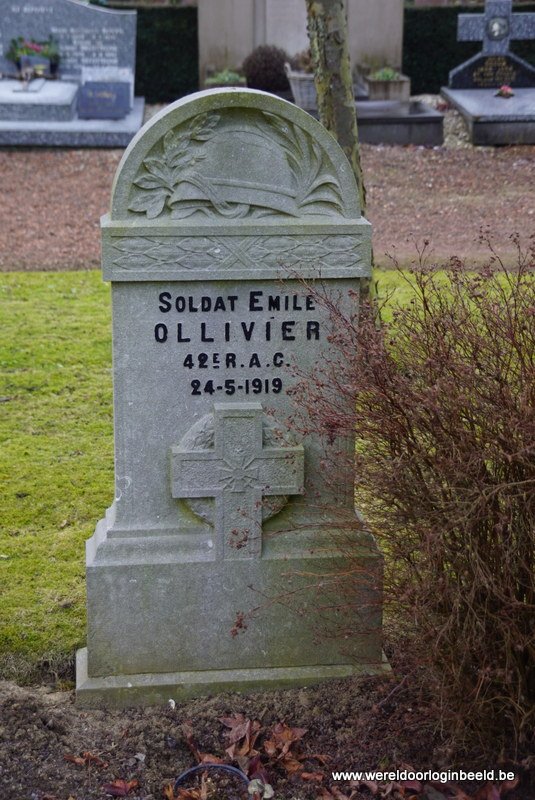 SOLDAT EMILE
OLLIVIER
42E R.A.C.
24-5-1919
www.wereldoorloginbeeld.be